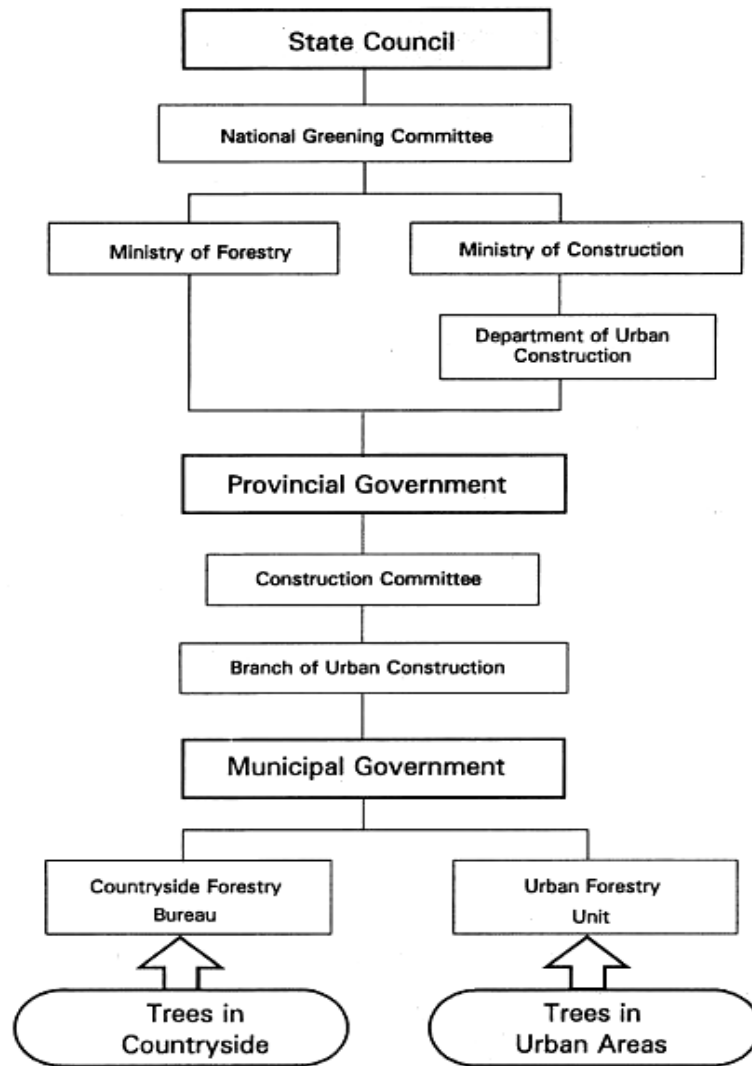 State Council
National Greening Committee
Ministry of Forestry
Ministry of Construction
Department of Urban
Construction
Provincial Government
Construction Committee
Branch of Urban Construction
Municipal Government
Countryside Forestry
Bureau
Urban Forestry
Unit
Trees in
Countryside
Trees in
Urban Areas